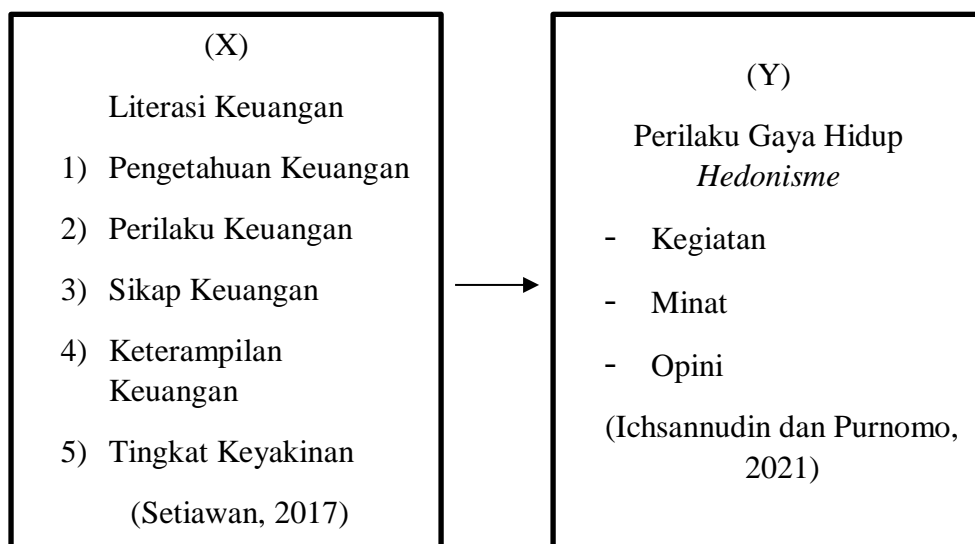 (X)
Literasi Keuangan
1) Pengetahuan Keuangan
2) Perilaku Keuangan
3) Sikap Keuangan
4) Keterampilan
Keuangan
5) Tingkat Keyakinan
(Setiawan, 2017)
(Y)
Perilaku Gaya Hidup
Hedonisme
- Kegiatan
- Minat
- Opini
(Ichsannudin dan Purnomo,
2021)